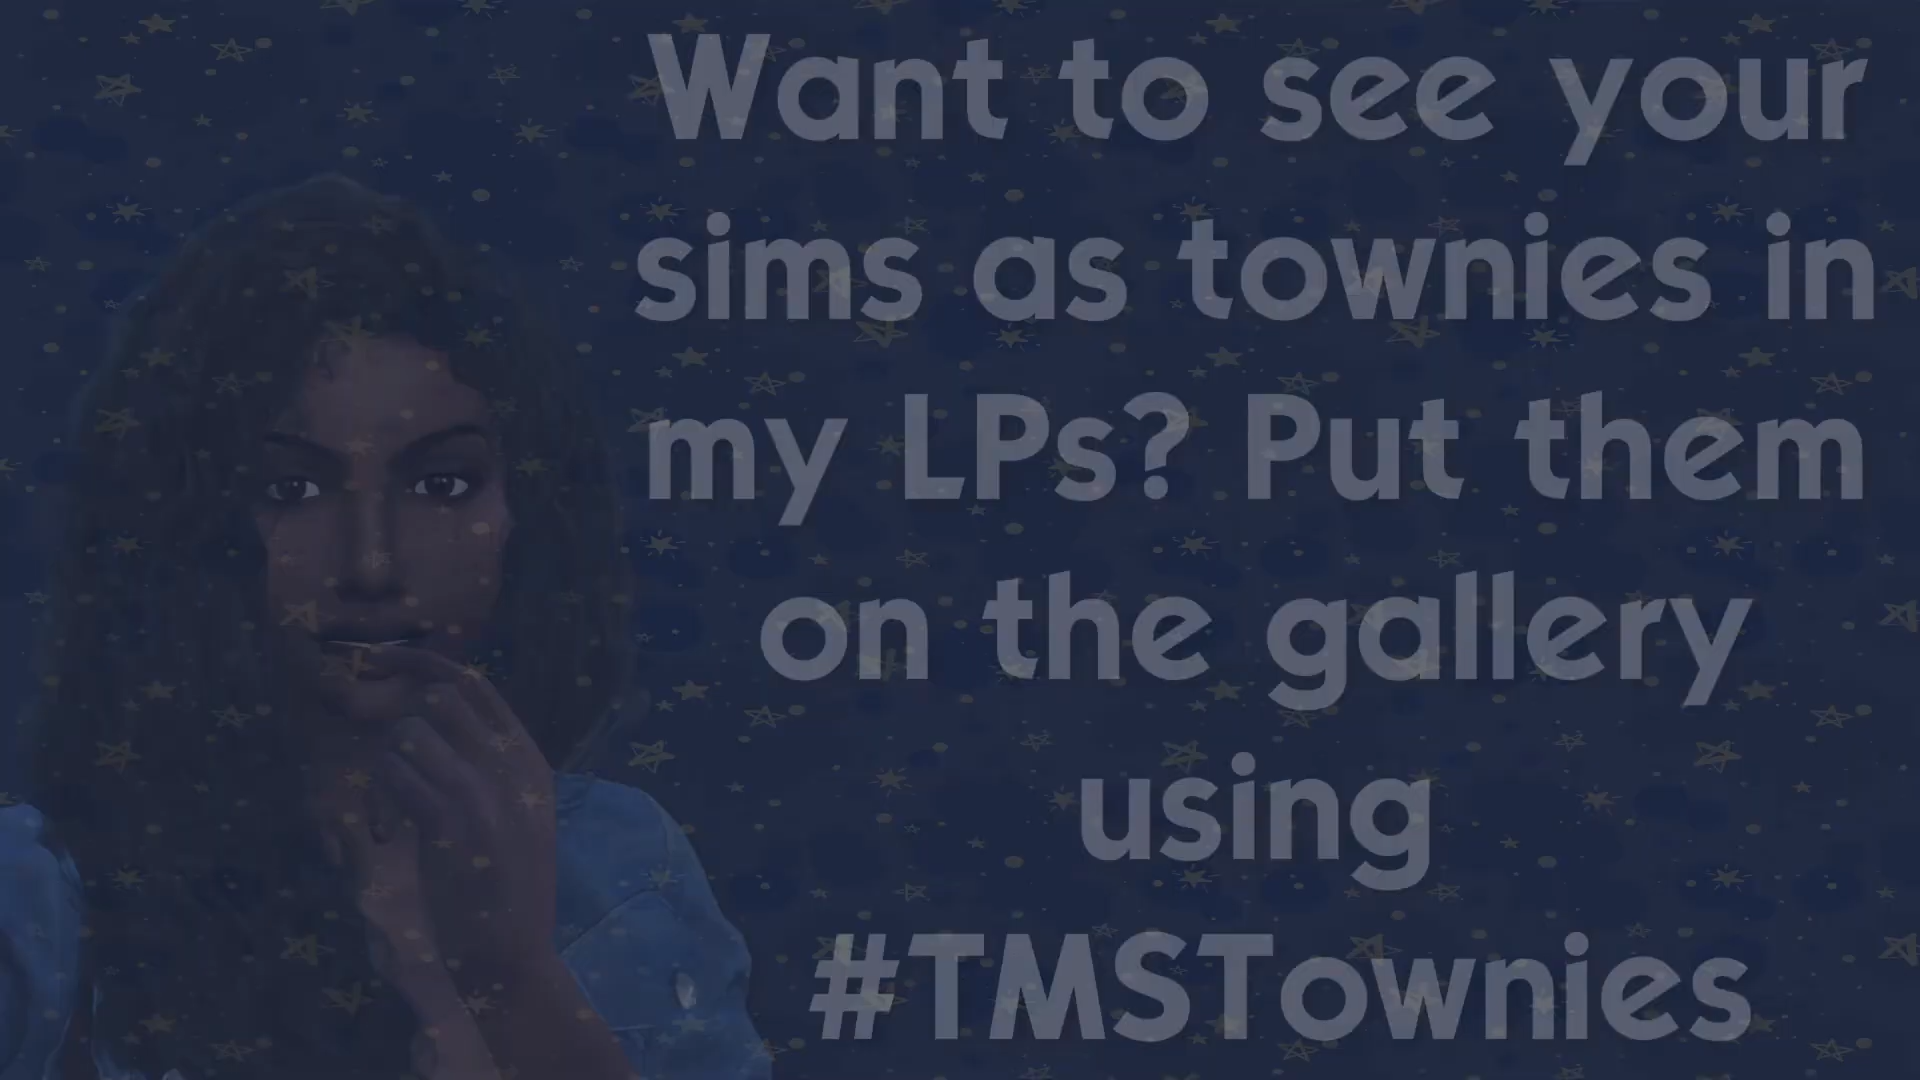 Want to see your
sims as townies in
my LPs? Put them
on the gallery
using
#TMSTownies